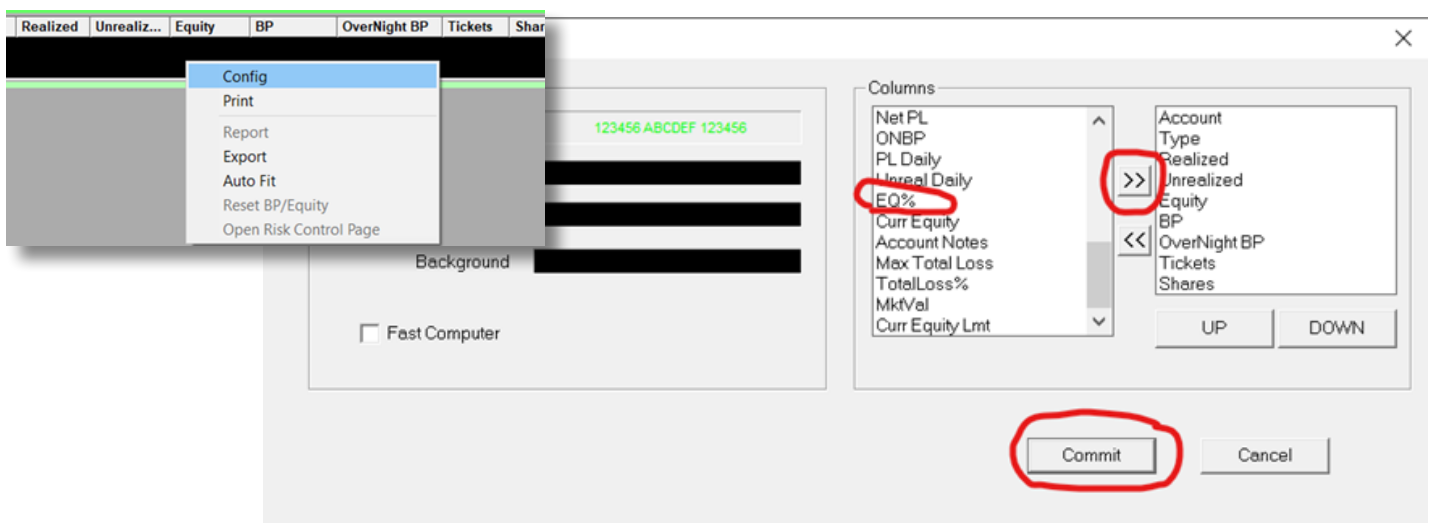 Realized Unrealiz... Equity BP OverNight BP Tickets Shar
Config
Print
Report
Export
Auto Fit
Reset BP/Equity
Open Risk Control Page
123456 ABCDEF 123456
Background
Fast Computer
Columns
Net PL
ONBP
PL Daily
Unreal Daily
EQ%
Curr Equity
Account Notes
Max Total Loss
TotalLoss%
MktVal
Curr Equity Lmt
>>
<<
Account
Type
Realized
Unrealized
Equity
BP
OverNight BP
Tickets
Shares
UP DOWN
Commit Cancel